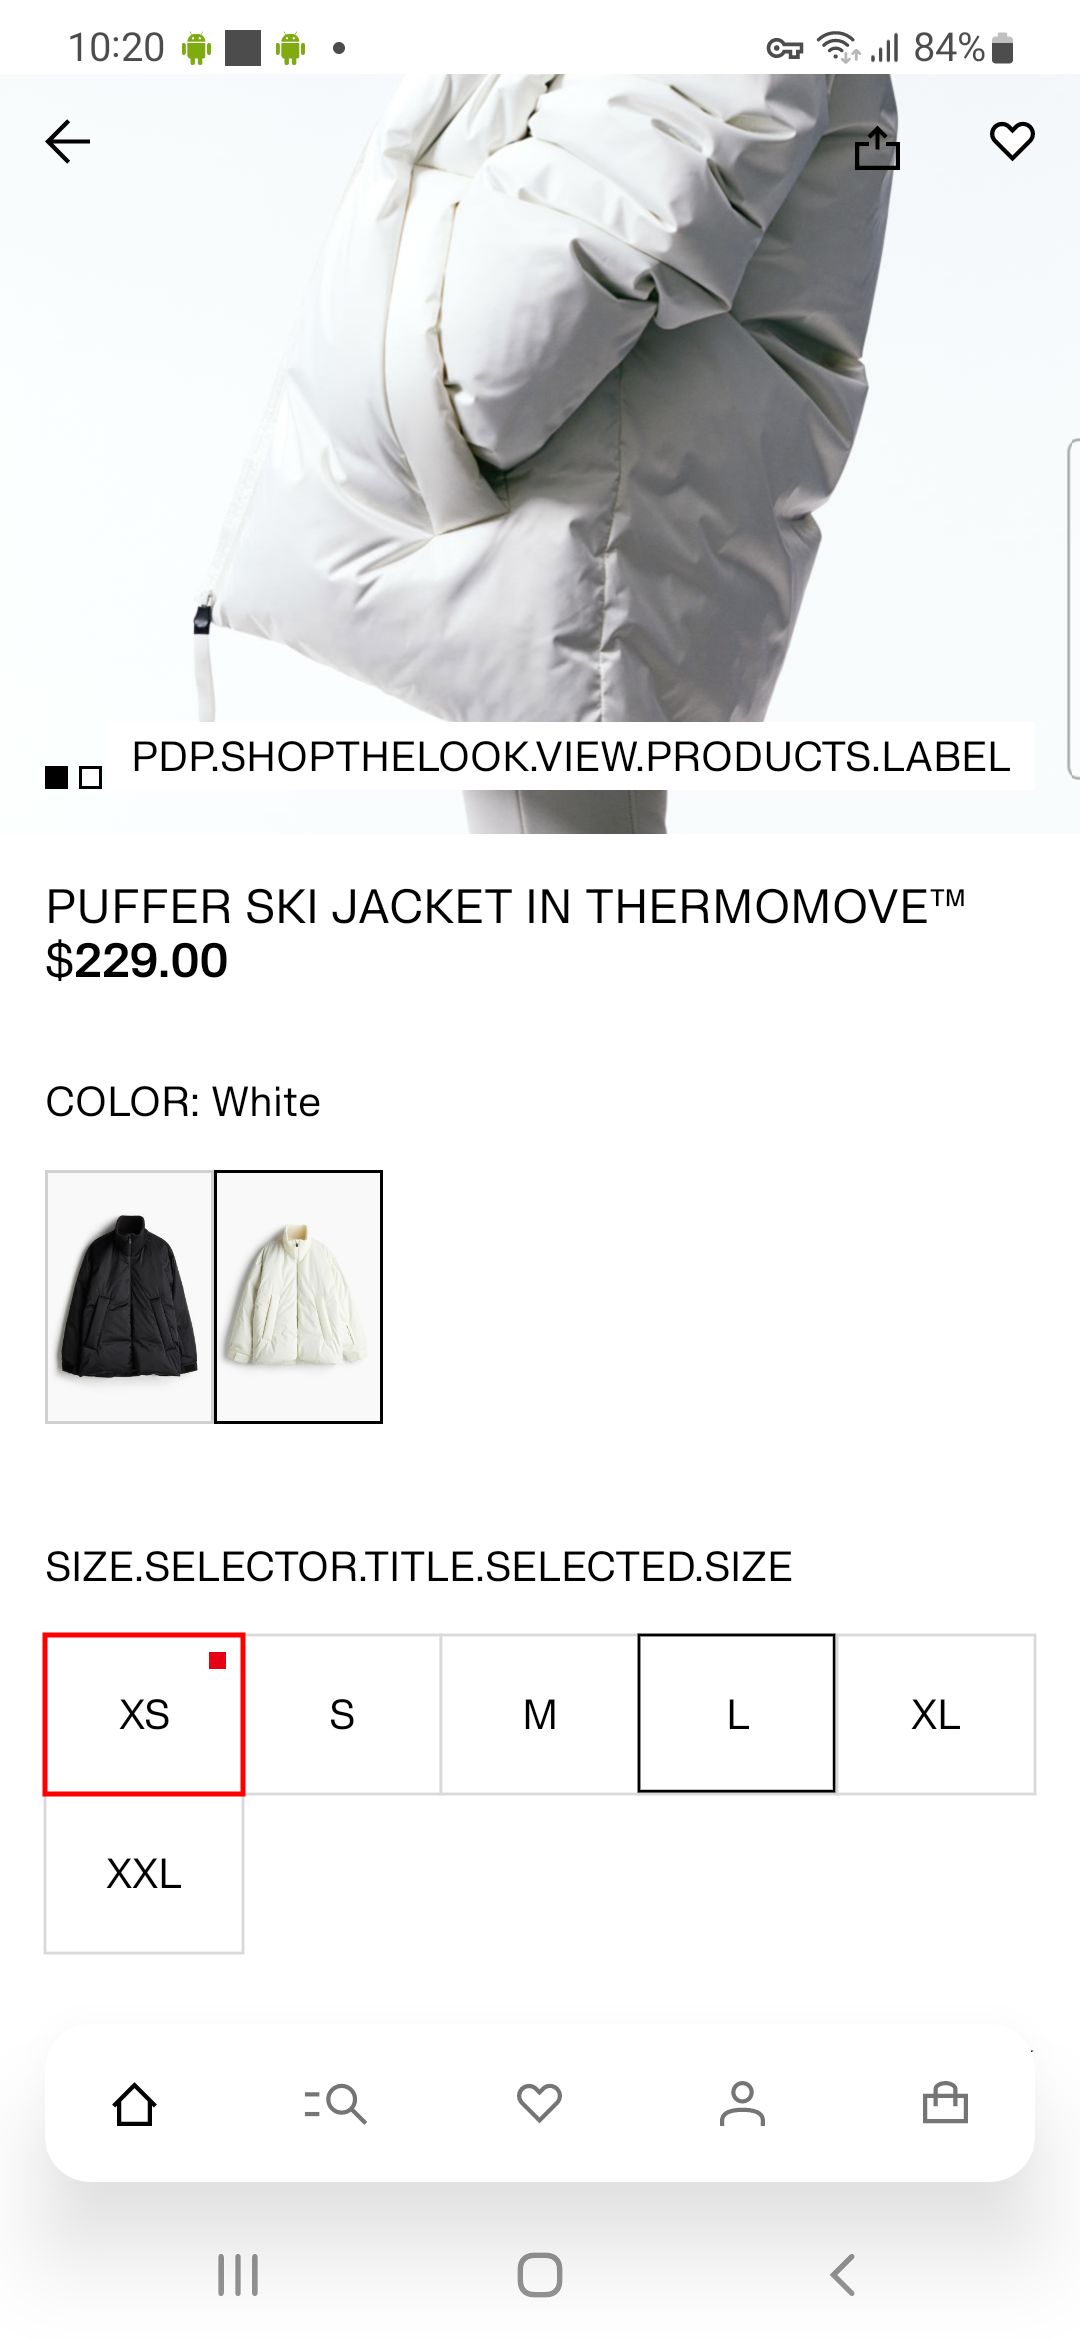 10:20 84%
PDP.SHOPTHELOOK.VIEW.PRODUCTS.LABEL
PUFFER SKI JACKET IN THERMOMOVE™
$229.00
COLOR: White
SIZE.SELECTOR.TITLE.SELECTED.SIZE
XS S M L XL
XXL